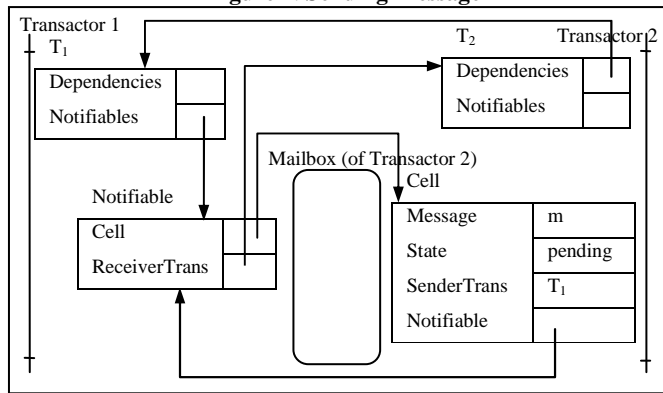 Transactor 1
T1
T2
Transactor 2
Dependencies
Notifiables
Dependencies
Notifiables
Mailbox (of Transactor 2)
Cell
Notifiable
Cell
ReceiverTrans
Message m
State pending
SenderTrans T1
Notifiable